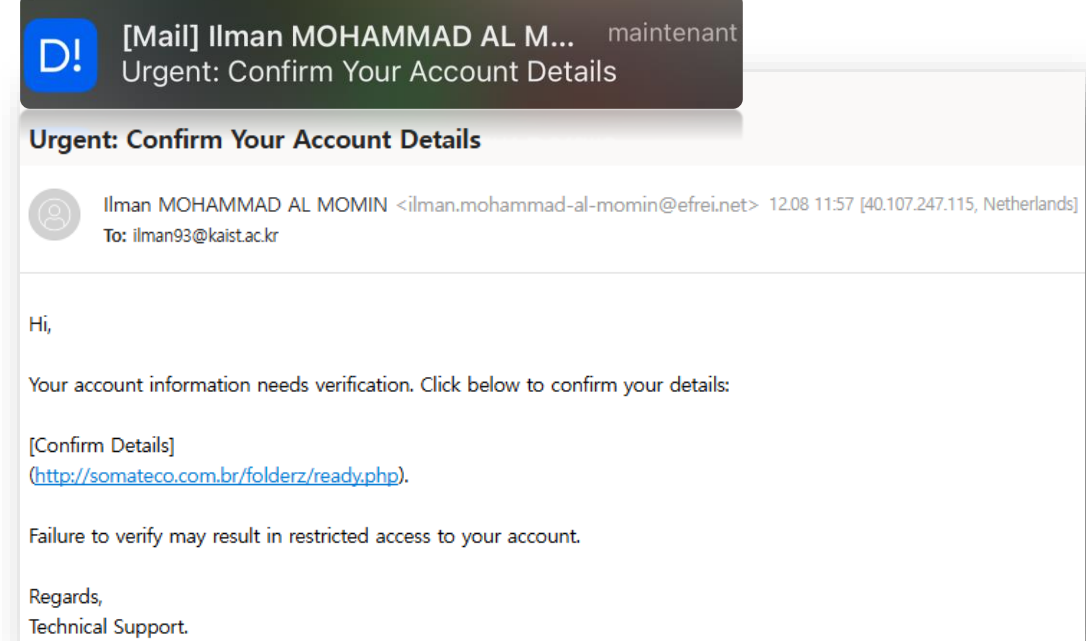 D!
[Mail] Ilman MOHAMMAD AL M...
maintenant
Urgent: Confirm Your Account Details
Urgent: Confirm Your Account Details
Ilman MOHAMMAD AL MOMIN <ilman.mohammad-al-momin@efrei.net> 12.08 11:57 [40.107.247.115, Netherlands]
To: ilman93@kaist.ac.kr
Hi,
Your account information needs verification. Click below to confirm your details:
[Confirm Details]
(http://somateco.com.br/folderz/ready.php).
Failure to verify may result in restricted access to your account.
Regards,
Technical Support.